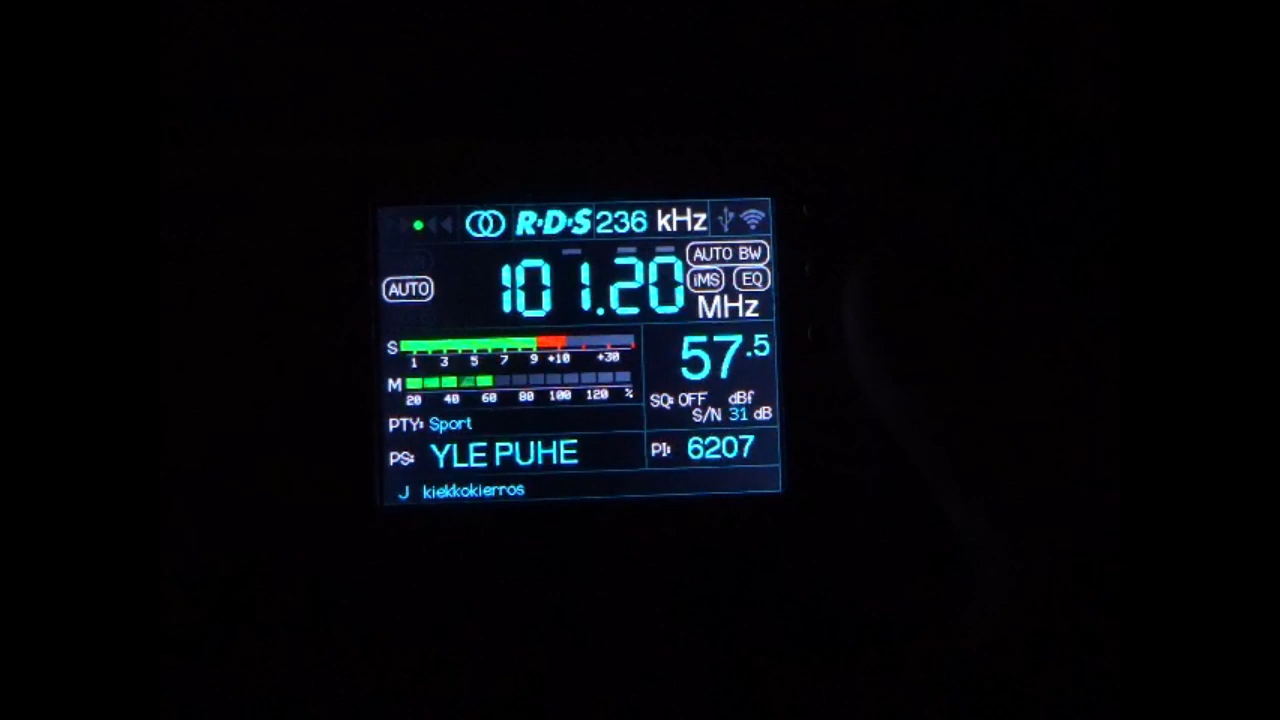 R·D·S 236 kHz
AUTO BW
AUTO 101.20 iMS EQ
MHz
S 1 3 5 7 9 +10 +30
57.5
M 20 40 60 80 100 120 %
SQ: OFF dBf
S/N 31 dB
PTY: Sport
PS: YLE PUHE PI: 6207
J kiekkokierros